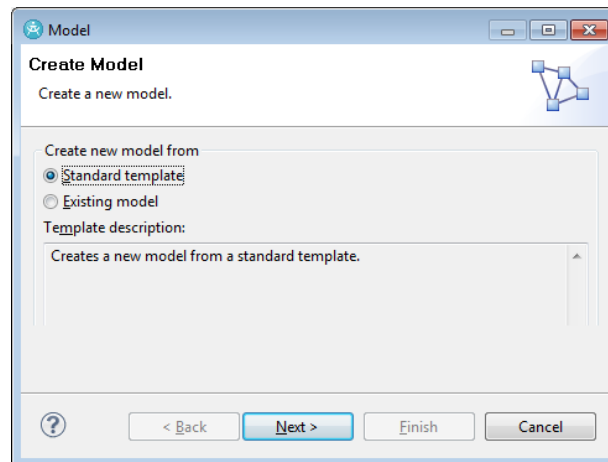 Model
Create Model
Create a new model.
Create new model from
Standard template
Existing model
Template description:
Creates a new model from a standard template.
?
< Back
Next >
Finish
Cancel